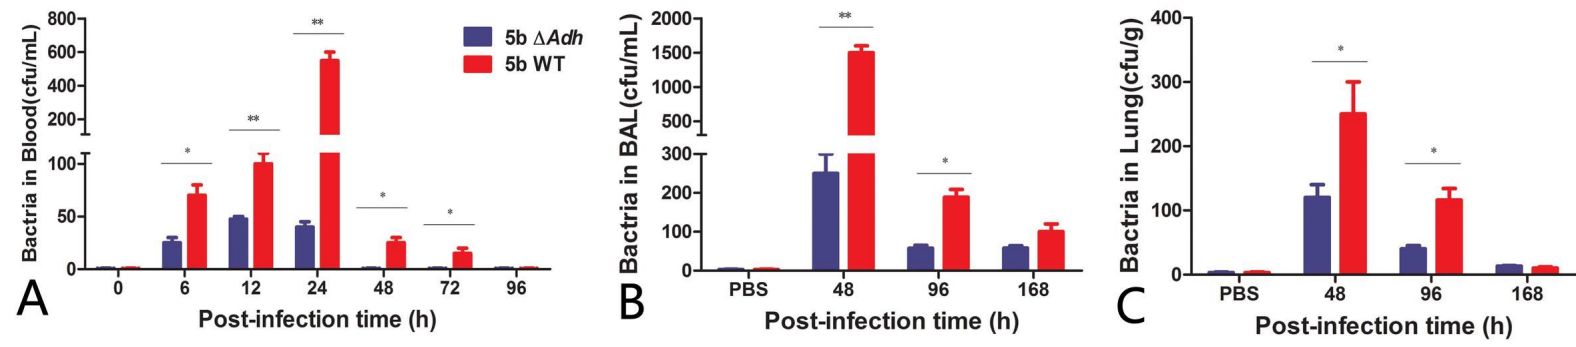 Bactria in Blood(cfu/mL)
800
600
400
200
100
50
0
0 6 12 24 48 72 96
Post-infection time (h)
* ** ** * *
5b ΔAdh
5b WT
A
Bactria in BAL(cfu/mL)
2000
1500
1000
500
300
200
100
0
PBS 48 96 168
Post-infection time (h)
** *
B
Bactria in Lung(cfu/g)
400
300
200
100
0
PBS 48 96 168
Post-infection time (h)
* *
C